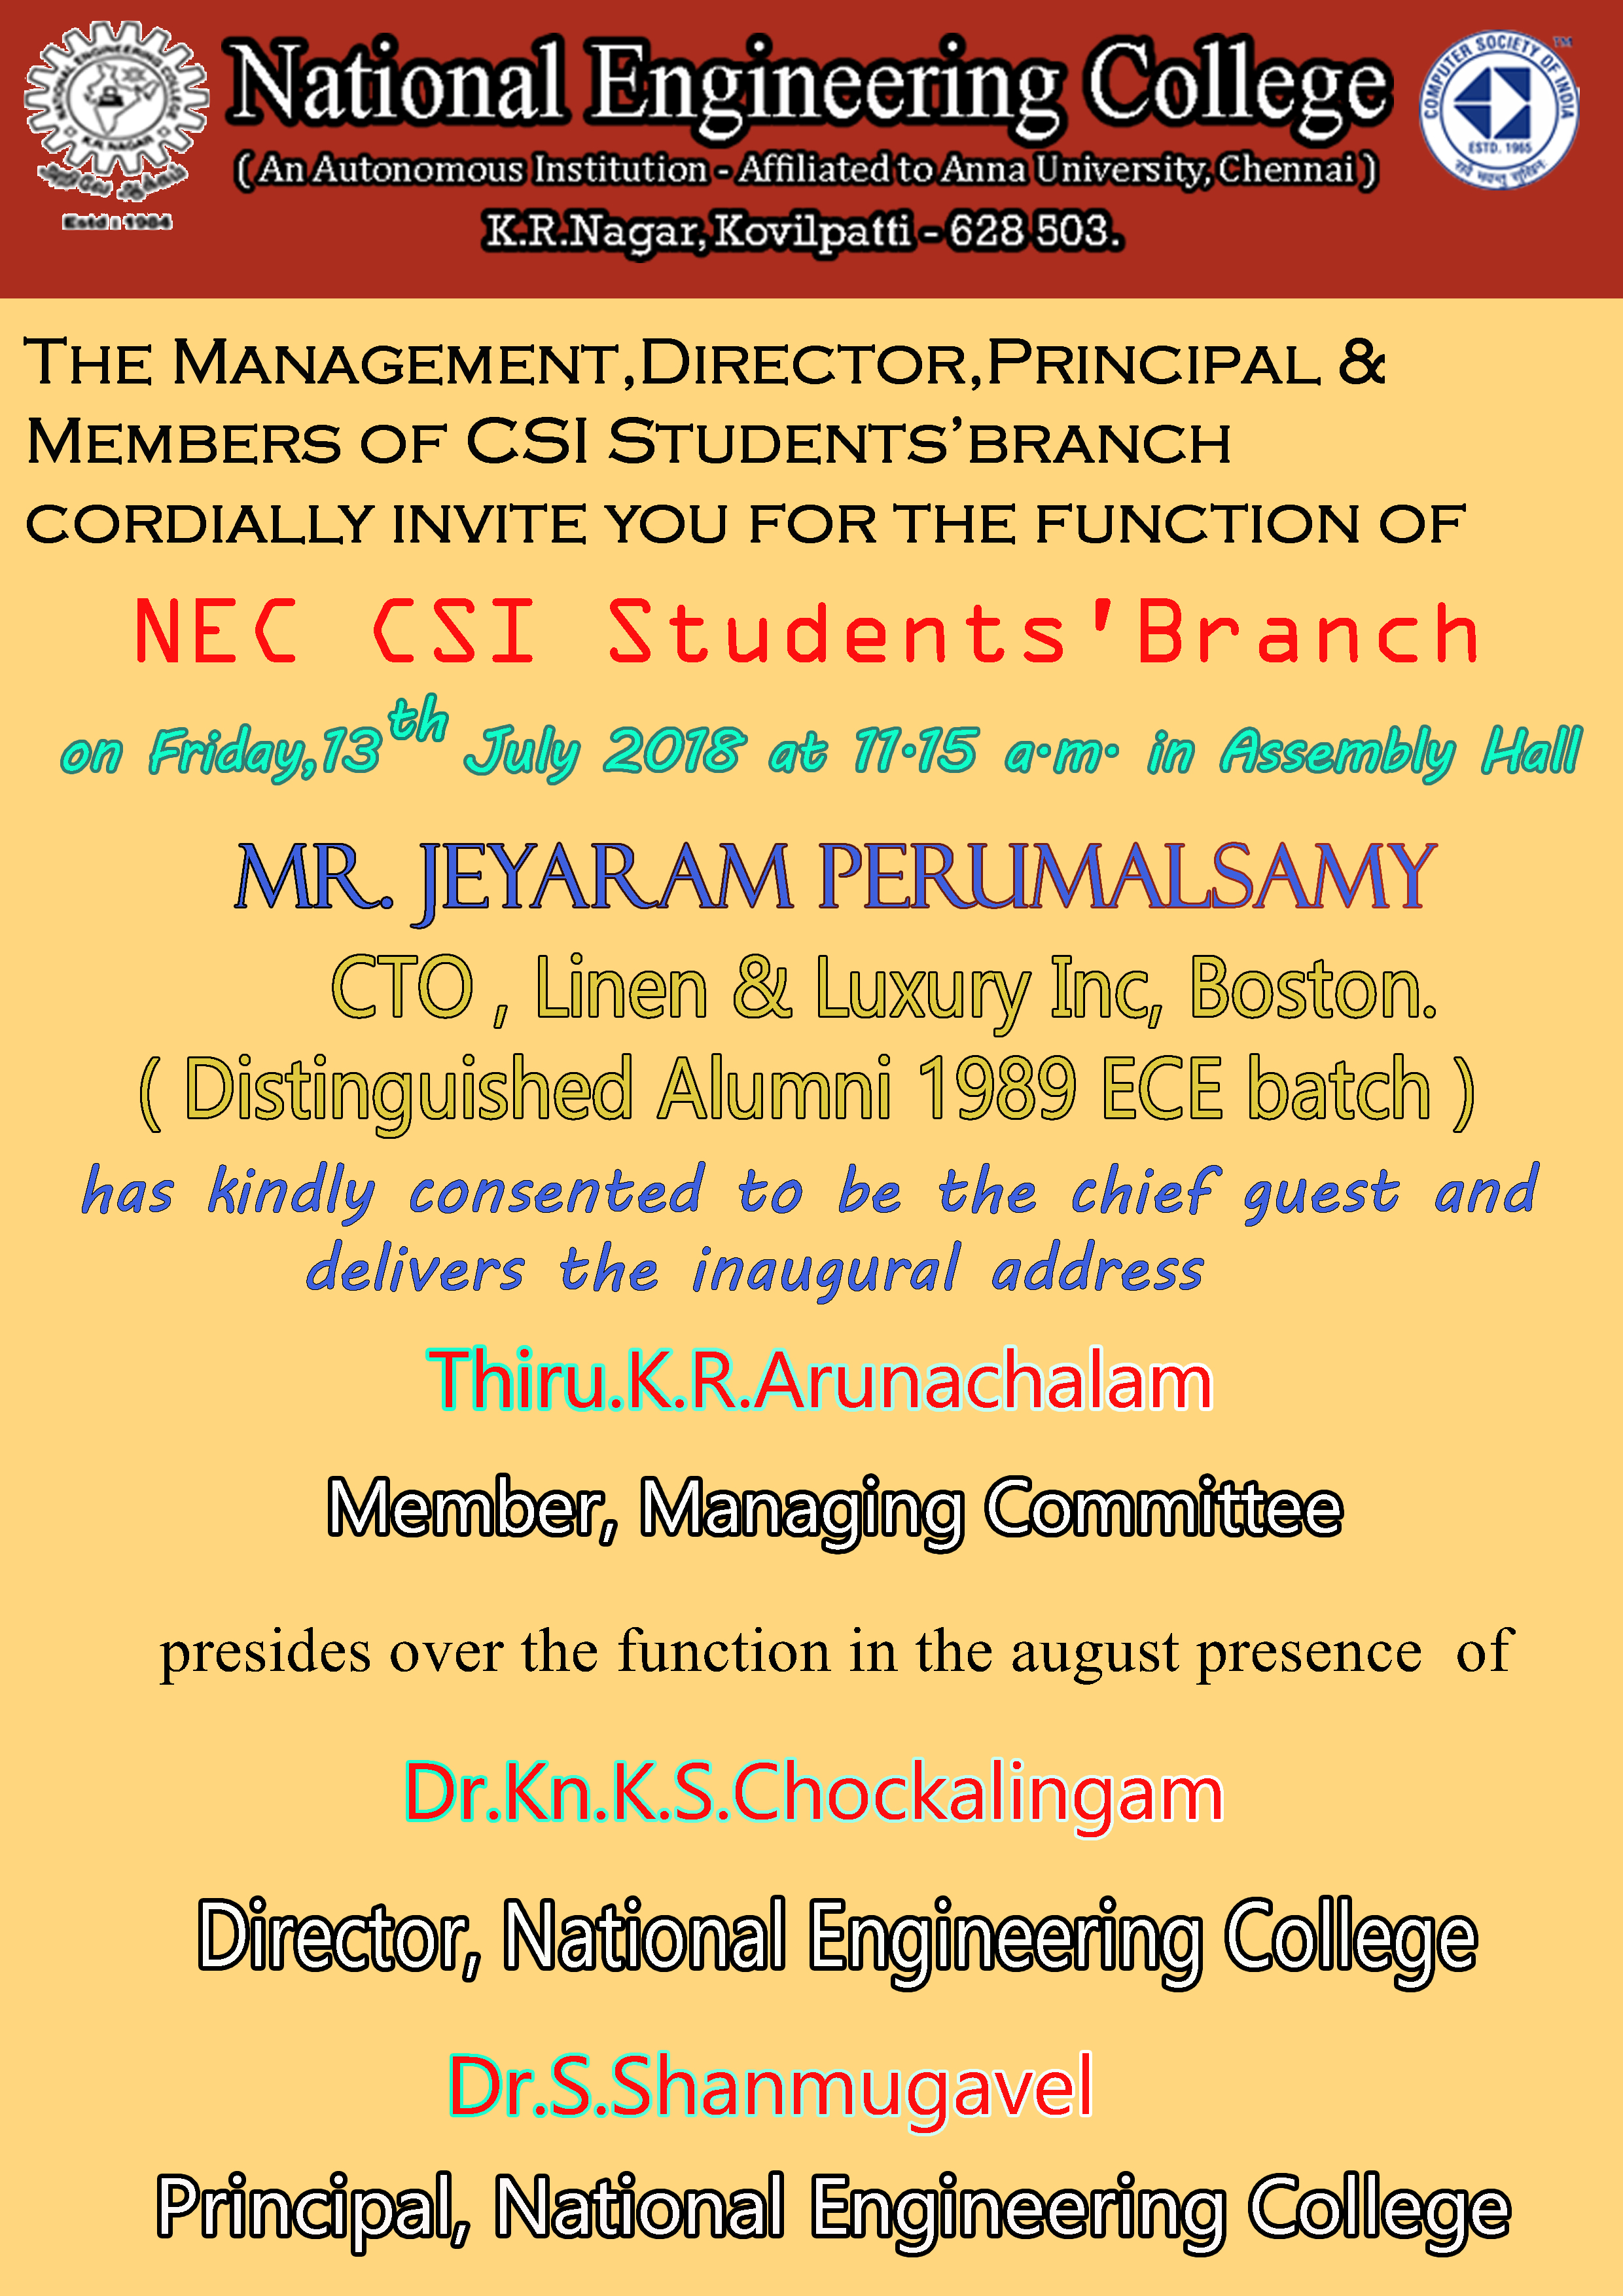 National Engineering College
( An Autonomous Institution - Affiliated to Anna University, Chennai )
K.R.Nagar, Kovilpatti - 628 503.
NATIONAL ENGINEERING COLLEGE
K.R. NAGAR
Estd : 1984
COMPUTER SOCIETY OF INDIA
TM
ESTD. 1965
The Management,Director,Principal &
Members of CSI Students'branch
cordially invite you for the function of
NEC CSI Students'Branch
on Friday,13th July 2018 at 11.15 a.m. in Assembly Hall
MR. JEYARAM PERUMALSAMY
CTO , Linen & Luxury Inc, Boston.
( Distinguished Alumni 1989 ECE batch )
has kindly consented to be the chief guest and
delivers the inaugural address
Thiru.K.R.Arunachalam
Member, Managing Committee
presides over the function in the august presence of
Dr.Kn.K.S.Chockalingam
Director, National Engineering College
Dr.S.Shanmugavel
Principal, National Engineering College